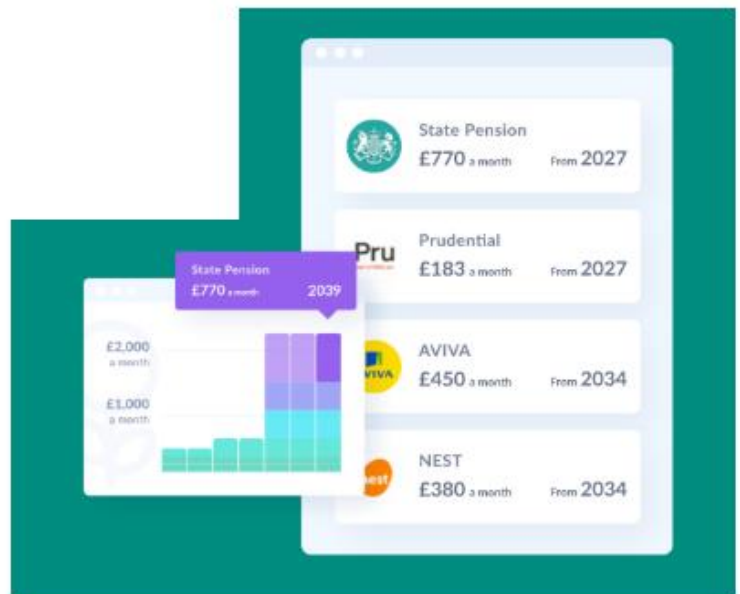 State Pension
£770 a month From 2027
Pru
Prudential
£183 a month From 2027
AVIVA
£450 a month From 2034
nest
NEST
£380 a month From 2034
State Pension
£770 a month 2039
£2,000
a month
£1,000
a month